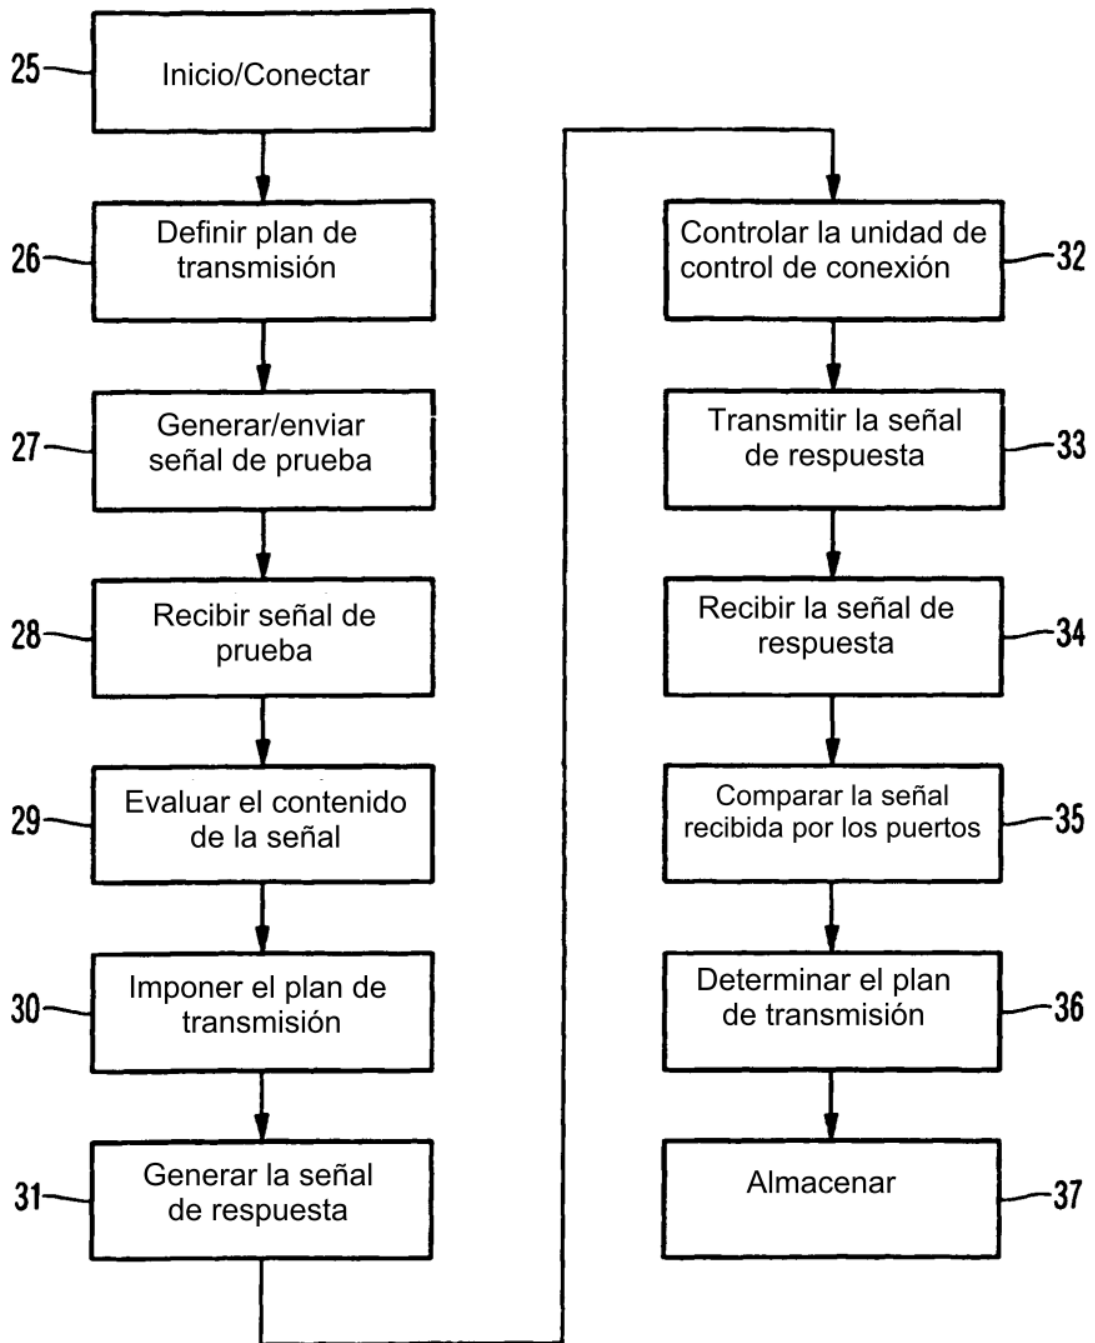 25
Inicio/Conectar
26
Definir plan de
transmisión
27
Generar/enviar
señal de prueba
28
Recibir señal de
prueba
29
Evaluar el contenido
de la señal
30
Imponer el plan de
transmisión
31
Generar la señal
de respuesta
Controlar la unidad de
control de conexión
32
Transmitir la señal
de respuesta
33
Recibir la señal de
respuesta
34
Comparar la señal
recibida por los puertos
35
Determinar el plan
de transmisión
36
Almacenar
37